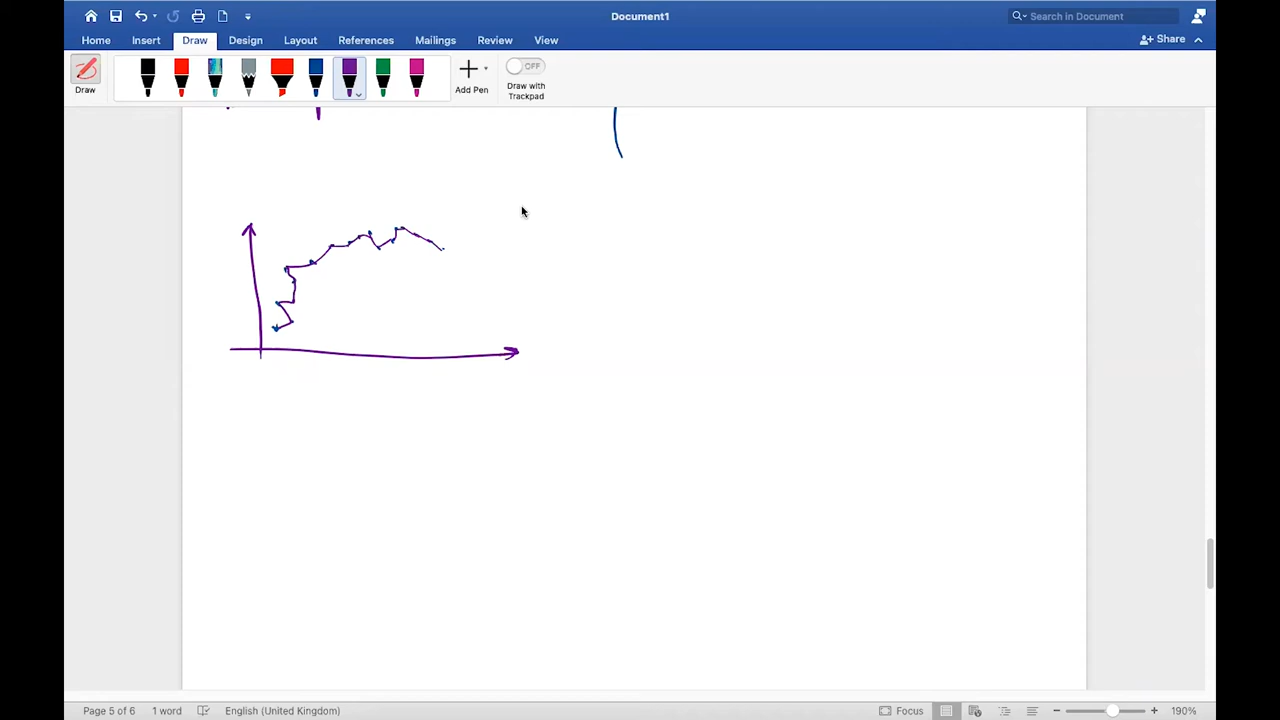 Document1
Search in Document
Home Insert Draw Design Layout References Mailings Review View
Share
OFF
Draw
Add Pen
Draw with
Trackpad
Page 5 of 6 1 word English (United Kingdom) Focus 190%